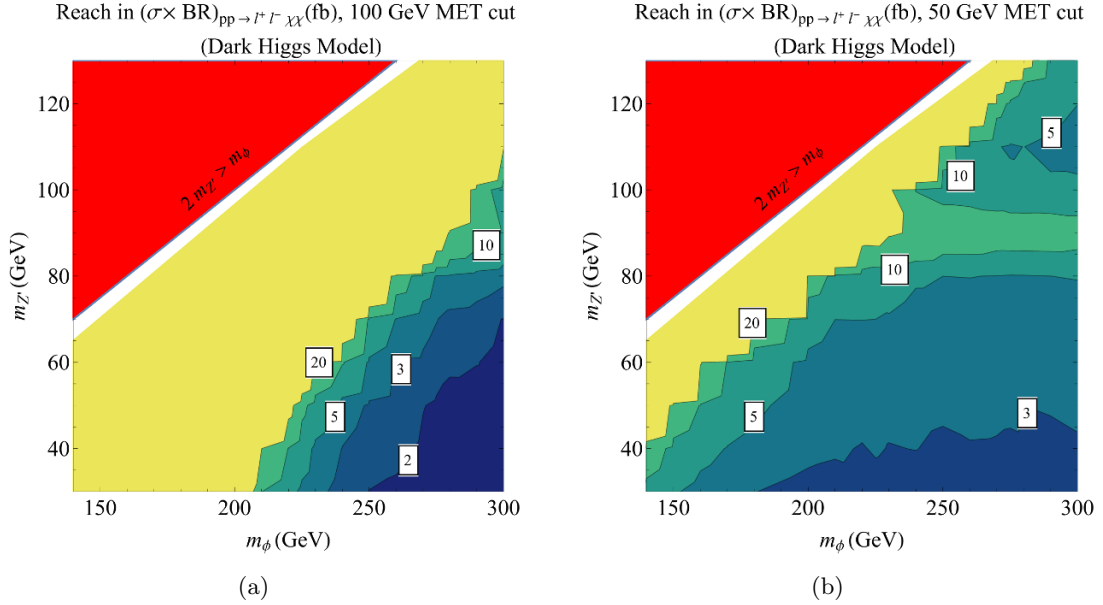 Reach in (σ× BR)pp → l+ l− χχ(fb), 100 GeV MET cut
(Dark Higgs Model)
120
100
80
60
40
150
200
250
300
mZ' (GeV)
mϕ (GeV)
2 mZ' > mϕ
10
20
3
5
2
(a)
Reach in (σ× BR)pp → l+ l− χχ(fb), 50 GeV MET cut
(Dark Higgs Model)
120
100
80
60
40
150
200
250
300
mZ' (GeV)
mϕ (GeV)
2 mZ' > mϕ
5
10
10
20
5
3
(b)